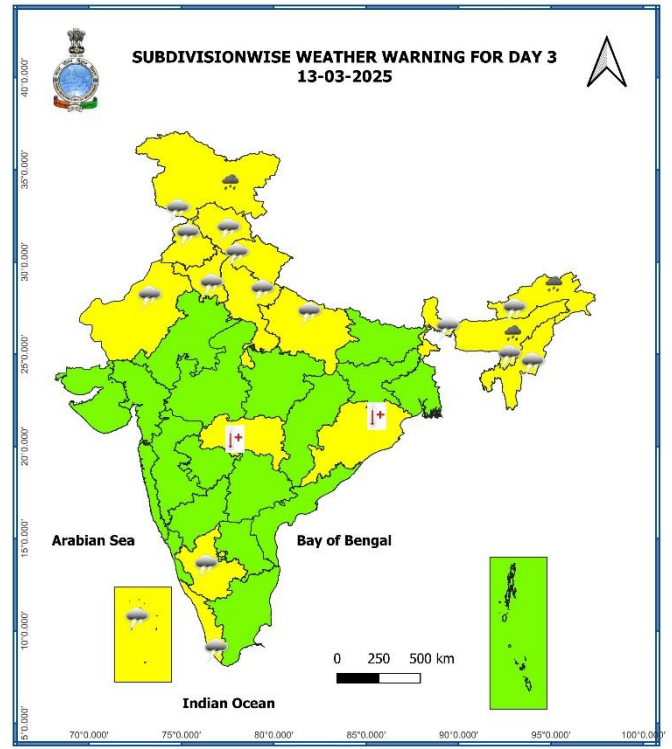 SUBDIVISIONWISE WEATHER WARNING FOR DAY 3
13-03-2025
40°0.000'
35°0.000'
30°0.000'
25°0.000'
20°0.000'
15°0.000'
10°0.000'
5°0.000'
Arabian Sea
Bay of Bengal
0 250 500 km
Indian Ocean
70°0.000' 75°0.000' 80°0.000' 85°0.000' 90°0.000' 95°0.000' 100°0.000'